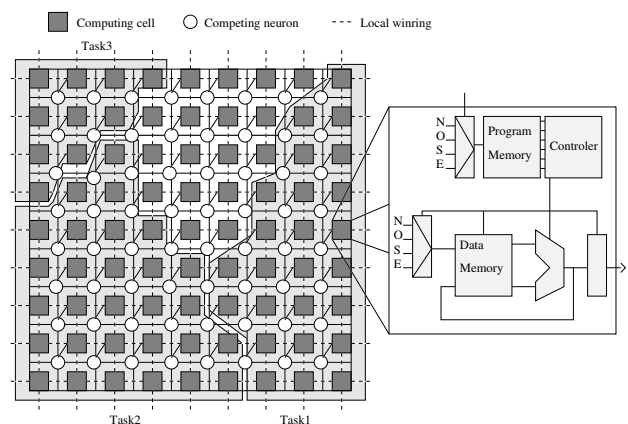 Computing cell
Competing neuron
Local winring
Task3
N
O
S
E
Program
Memory
Controler
N
O
S
E
Data
Memory
Task2
Task1